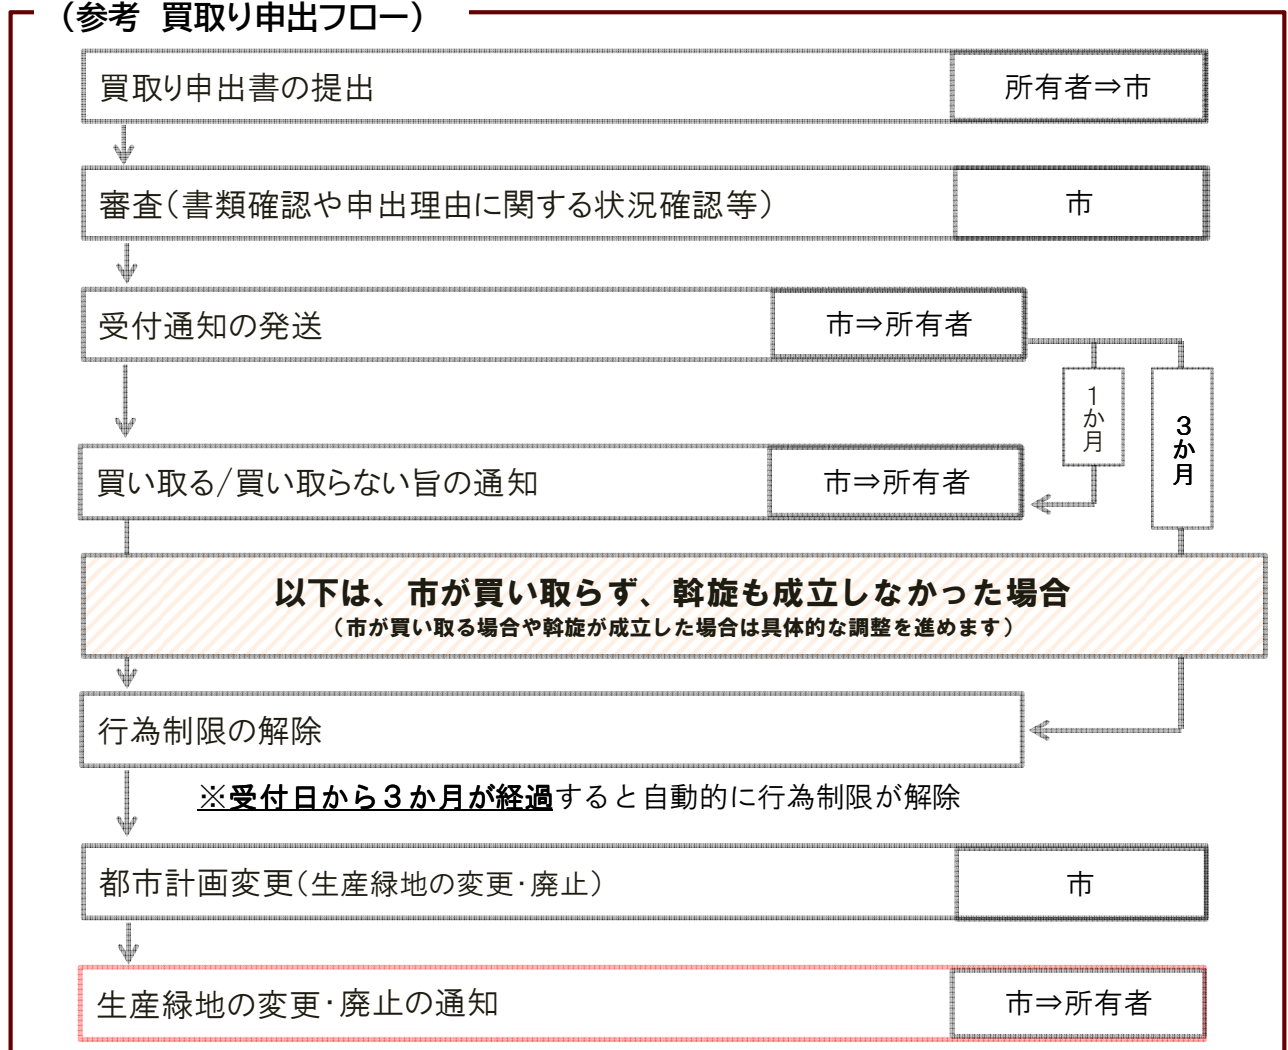 （参考 買取り申出フロー）
買取り申出書の提出
所有者⇒市
審査（書類確認や申出理由に関する状況確認等）
市
受付通知の発送
市⇒所有者
1か月
3か月
買い取る/買い取らない旨の通知
市⇒所有者
以下は、市が買い取らず、斡旋も成立しなかった場合
（市が買い取る場合や斡旋が成立した場合は具体的な調整を進めます）
行為制限の解除
※受付日から３か月が経過すると自動的に行為制限が解除
都市計画変更（生産緑地の変更・廃止）
市
生産緑地の変更・廃止の通知
市⇒所有者